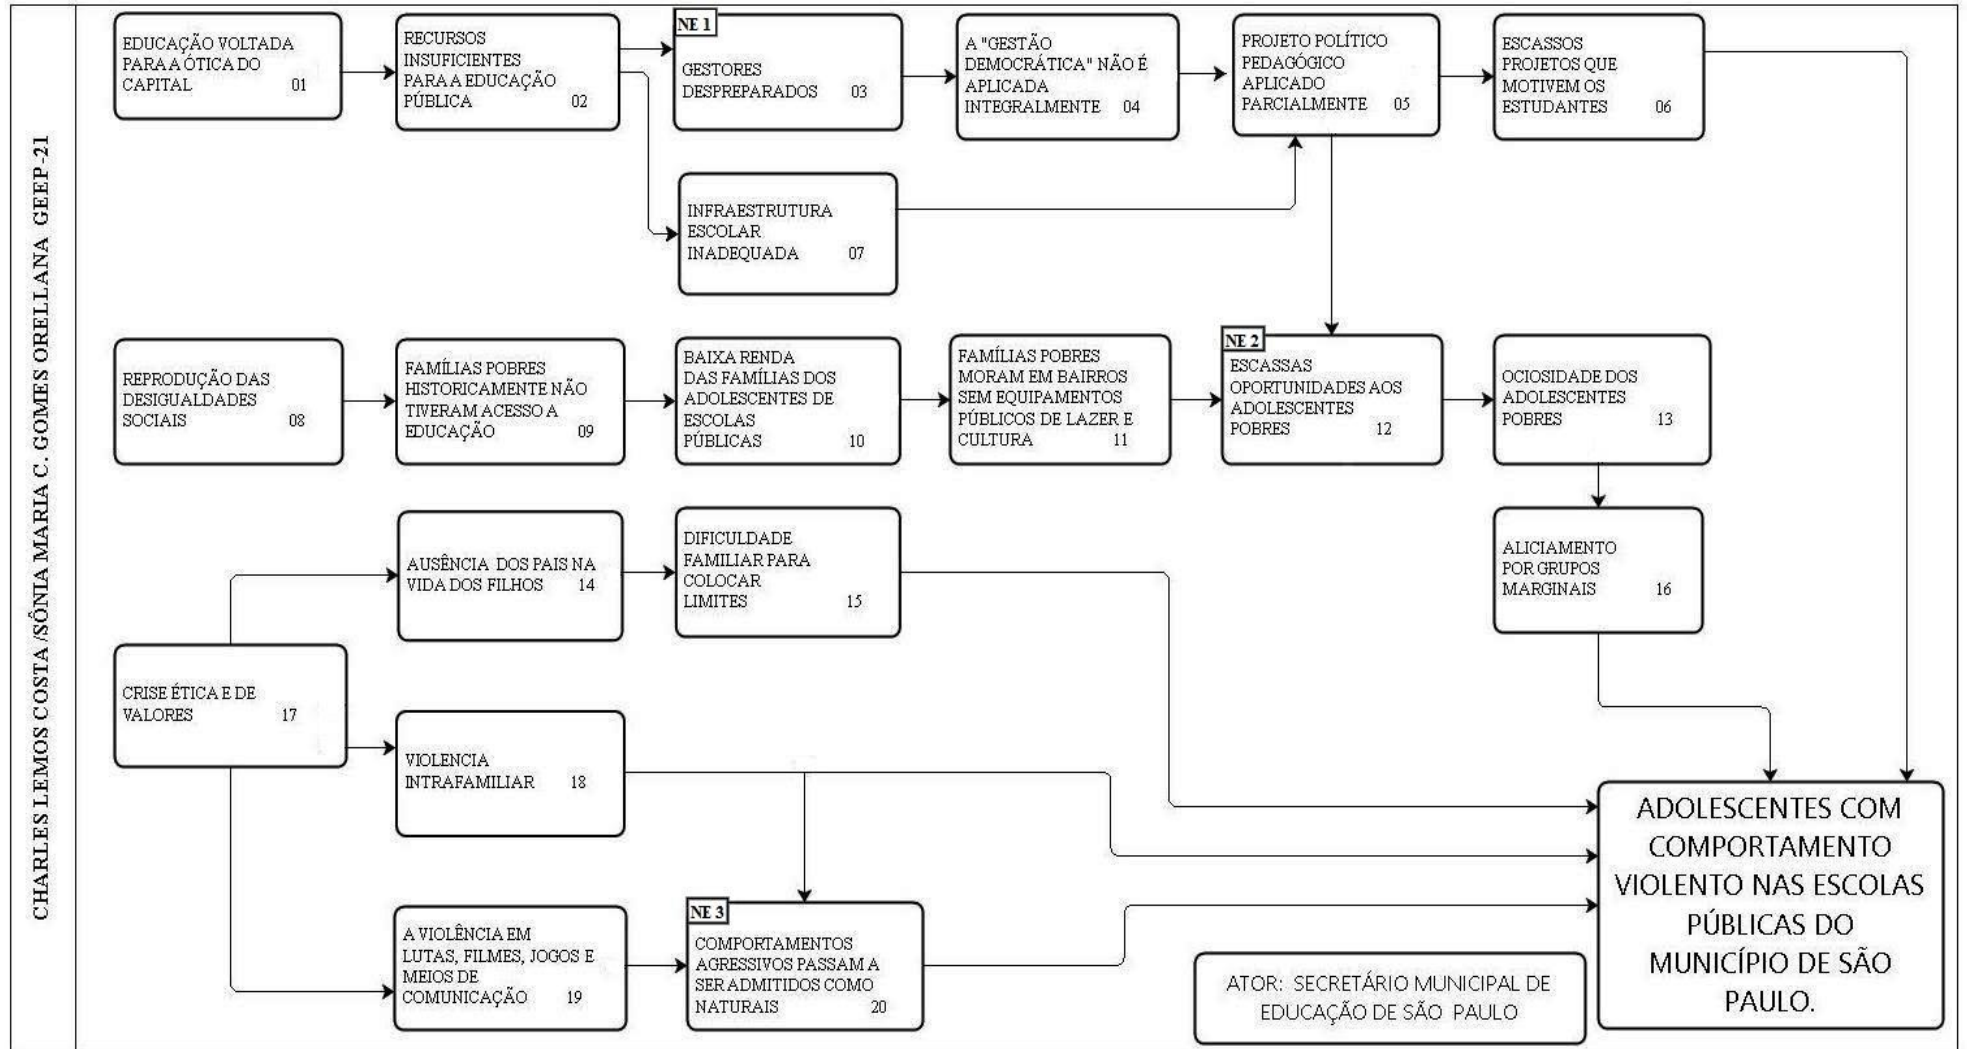 CHARLES LEMOS COSTA /SÔNIA MARIA C. GOMES ORELLANA GEEP -21
EDUCAÇÃO VOLTADA
PARA A ÓTICA DO
CAPITAL 01
RECURSOS
INSUFICIENTES
PARA A EDUCAÇÃO
PÚBLICA 02
NE 1
GESTORES
DESPREPARADOS 03
A "GESTÃO
DEMOCRÁTICA" NÃO É
APLICADA
INTEGRALMENTE 04
PROJETO POLÍTICO
PEDAGÓGICO
APLICADO
PARCIALMENTE 05
ESCASSOS
PROJETOS QUE
MOTIVEM OS
ESTUDANTES 06
INFRAESTRUTURA
ESCOLAR
INADEQUADA 07
REPRODUÇÃO DAS
DESIGUALDADES
SOCIAIS 08
FAMÍLIAS POBRES
HISTORICAMENTE NÃO
TIVERAM ACESSO A
EDUCAÇÃO 09
BAIXA RENDA
DAS FAMÍLIAS DOS
ADOLESCENTES DE
ESCOLAS
PÚBLICAS 10
FAMÍLIAS POBRES
MORAM EM BAIRROS
SEM EQUIPAMENTOS
PÚBLICOS DE LAZER E
CULTURA 11
NE 2
ESCASSAS
OPORTUNIDADES AOS
ADOLESCENTES
POBRES 12
OCIOSIDADE DOS
ADOLESCENTES
POBRES 13
AUSÊNCIA DOS PAIS NA
VIDA DOS FILHOS 14
DIFICULDADE
FAMILIAR PARA
COLOCAR
LIMITES 15
ALICIAMENTO
POR GRUPOS
MARGINAIS 16
CRISE ÉTICA E DE
VALORES 17
VIOLENCIA
INTRAFAMILIAR 18
A VIOLÊNCIA EM
LUTAS, FILMES, JOGOS E
MEIOS DE
COMUNICAÇÃO 19
NE 3
COMPORTAMENTOS
AGRESSIVOS PASSAM A
SER ADMITIDOS COMO
NATURAIS 20
ATOR: SECRETÁRIO MUNICIPAL DE
EDUCAÇÃO DE SÃO PAULO
ADOLESCENTES COM
COMPORTAMENTO
VIOLENTO NAS ESCOLAS
PÚBLICAS DO
MUNICÍPIO DE SÃO
PAULO.